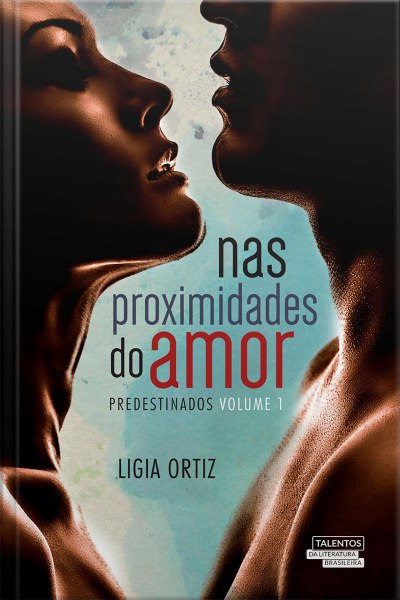 nas
proximidades
do amor
PREDESTINADOS VOLUME 1
LIGIA ORTIZ
TALENTOS
DA LITERATURA
BRASILEIRA